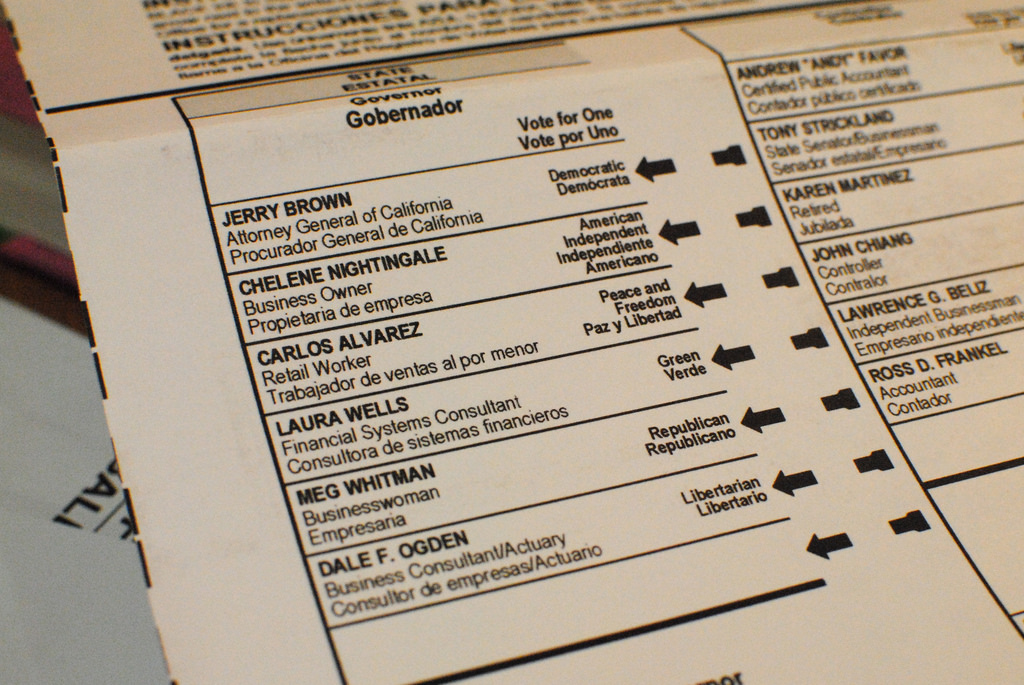 INSTRUCCIONES PARA
STATE
ESTATAL
Governor
Gobernador
Vote for One
Vote por Uno
JERRY BROWN
Attorney General of California
Procurador General de California
Democratic
Demócrata
CHELENE NIGHTINGALE
Business Owner
Propietaria de empresa
American
Independent
Independiente
Americano
CARLOS ALVAREZ
Retail Worker
Trabajador de ventas al por menor
Peace and
Freedom
Paz y Libertad
LAURA WELLS
Financial Systems Consultant
Consultora de sistemas financieros
Green
Verde
MEG WHITMAN
Businesswoman
Empresaria
Republican
Republicano
DALE F. OGDEN
Business Consultant/Actuary
Consultor de empresas/Actuario
Libertarian
Libertario
ANDREW "ANDY" FAVOR
Certified Public Accountant
Contador público certificado
TONY STRICKLAND
State Senator/Businessman
Senador estatal/Empresario
KAREN MARTINEZ
Retired
Jubilada
JOHN CHIANG
Controller
Contralor
LAWRENCE G. BELIZ
Independent Businessman
Empresario independiente
ROSS D. FRANKEL
Accountant
Contador